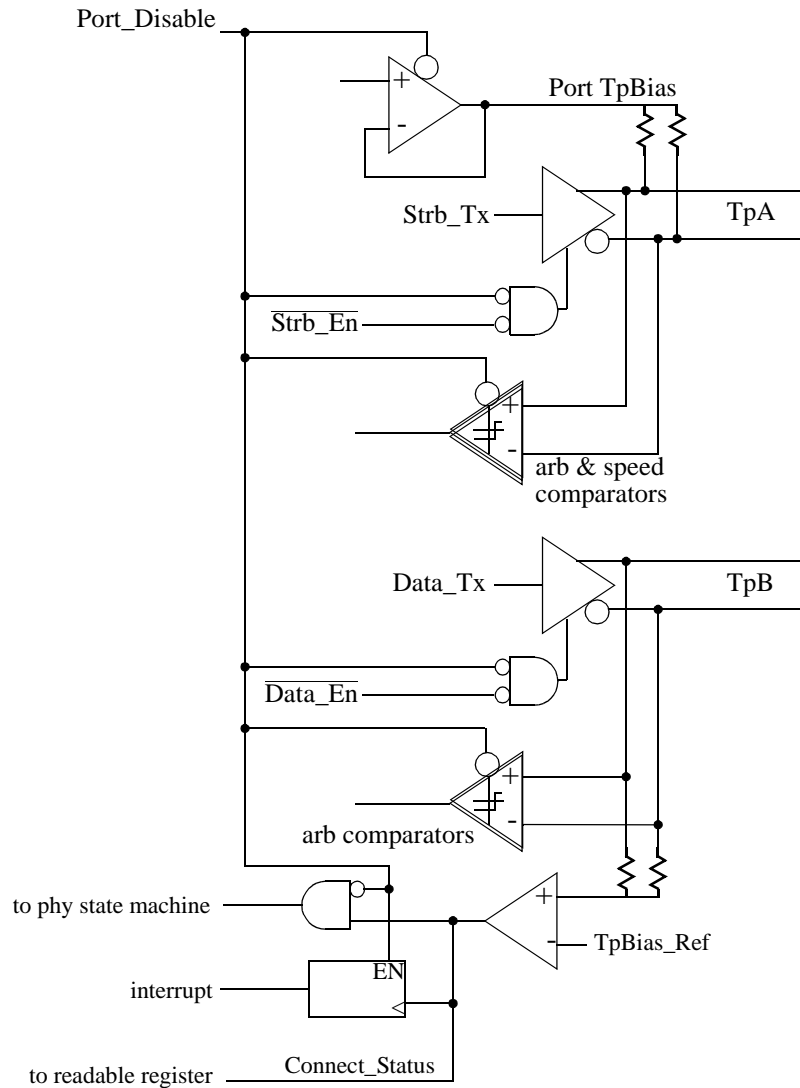 Port_Disable
+
-
Port TpBias
Strb_Tx
TpA
Strb_En
+
-
arb & speed
comparators
Data_Tx
TpB
Data_En
+
-
arb comparators
to phy state machine
+
-
TpBias_Ref
EN
interrupt
Connect_Status
to readable register